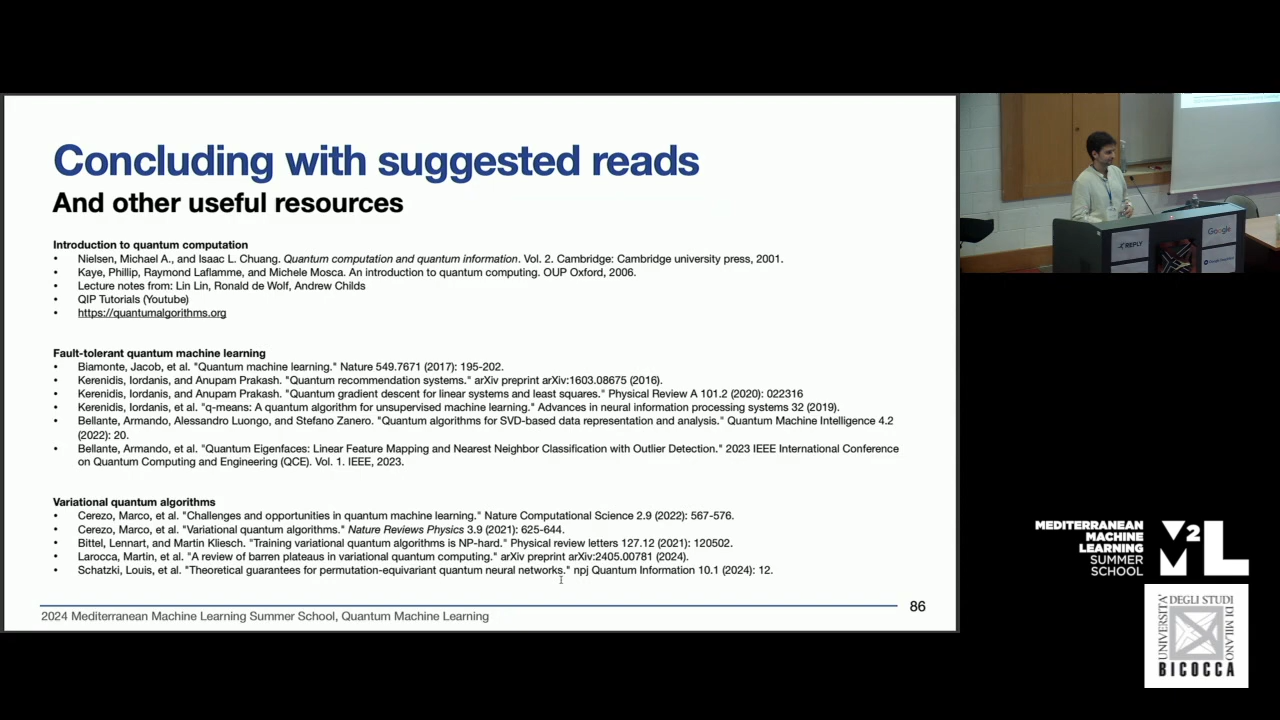 Concluding with suggested reads
And other useful resources
Introduction to quantum computation
• Nielsen, Michael A., and Isaac L. Chuang. Quantum computation and quantum information. Vol. 2. Cambridge: Cambridge university press, 2001.
• Kaye, Phillip, Raymond Laflamme, and Michele Mosca. An introduction to quantum computing. OUP Oxford, 2006.
• Lecture notes from: Lin Lin, Ronald de Wolf, Andrew Childs
• QIP Tutorials (Youtube)
• https://quantumalgorithms.org
Fault-tolerant quantum machine learning
• Biamonte, Jacob, et al. "Quantum machine learning." Nature 549.7671 (2017): 195-202.
• Kerenidis, Iordanis, and Anupam Prakash. "Quantum recommendation systems." arXiv preprint arXiv:1603.08675 (2016).
• Kerenidis, Iordanis, and Anupam Prakash. "Quantum gradient descent for linear systems and least squares." Physical Review A 101.2 (2020): 022316
• Kerenidis, Iordanis, et al. "q-means: A quantum algorithm for unsupervised machine learning." Advances in neural information processing systems 32 (2019).
• Bellante, Armando, Alessandro Luongo, and Stefano Zanero. "Quantum algorithms for SVD-based data representation and analysis." Quantum Machine Intelligence 4.2
(2022): 20.
• Bellante, Armando, et al. "Quantum Eigenfaces: Linear Feature Mapping and Nearest Neighbor Classification with Outlier Detection." 2023 IEEE International Conference
on Quantum Computing and Engineering (QCE). Vol. 1. IEEE, 2023.
Variational quantum algorithms
• Cerezo, Marco, et al. "Challenges and opportunities in quantum machine learning." Nature Computational Science 2.9 (2022): 567-576.
• Cerezo, Marco, et al. "Variational quantum algorithms." Nature Reviews Physics 3.9 (2021): 625-644.
• Bittel, Lennart, and Martin Kliesch. "Training variational quantum algorithms is NP-hard." Physical review letters 127.12 (2021): 120502.
• Larocca, Martin, et al. "A review of barren plateaus in variational quantum computing." arXiv preprint arXiv:2405.00781 (2024).
• Schatzki, Louis, et al. "Theoretical guarantees for permutation-equivariant quantum neural networks." npj Quantum Information 10.1 (2024): 12.
2024 Mediterranean Machine Learning Summer School, Quantum Machine Learning
86
REPLY
Google
MEDITERRANEAN
MACHINE
LEARNING
SUMMER
SCHOOL
M2L
UNIVERSITÀ
DEGLI STUDI
DI MILANO
BICOCCA